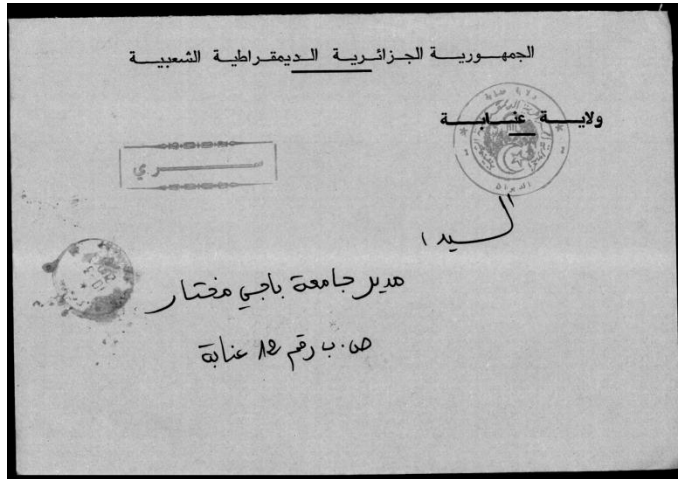 الجمهورية الجزائرية الديمقراطية الشعبية
ولاية عنابة
سري
السيد /
مدير جامعة باجي مختار
ص.ب رقم 12 عنابة